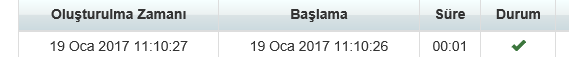 Oluşturulma Zamanı Başlama Süre Durum
19 Oca 2017 11:10:27 19 Oca 2017 11:10:26 00:01